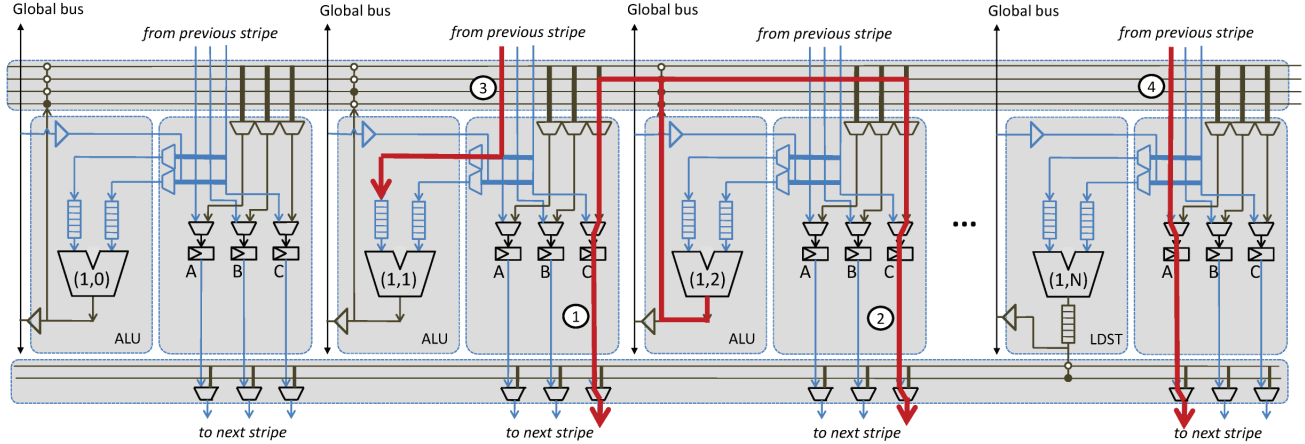 Global bus
Global bus
Global bus
Global bus
from previous stripe
from previous stripe
from previous stripe
from previous stripe
3
4
(1,0)
(1,1)
(1,2)
(1,N)
...
A B C
A B C
A B C
A B C
1
2
ALU
ALU
ALU
LDST
to next stripe
to next stripe
to next stripe
to next stripe